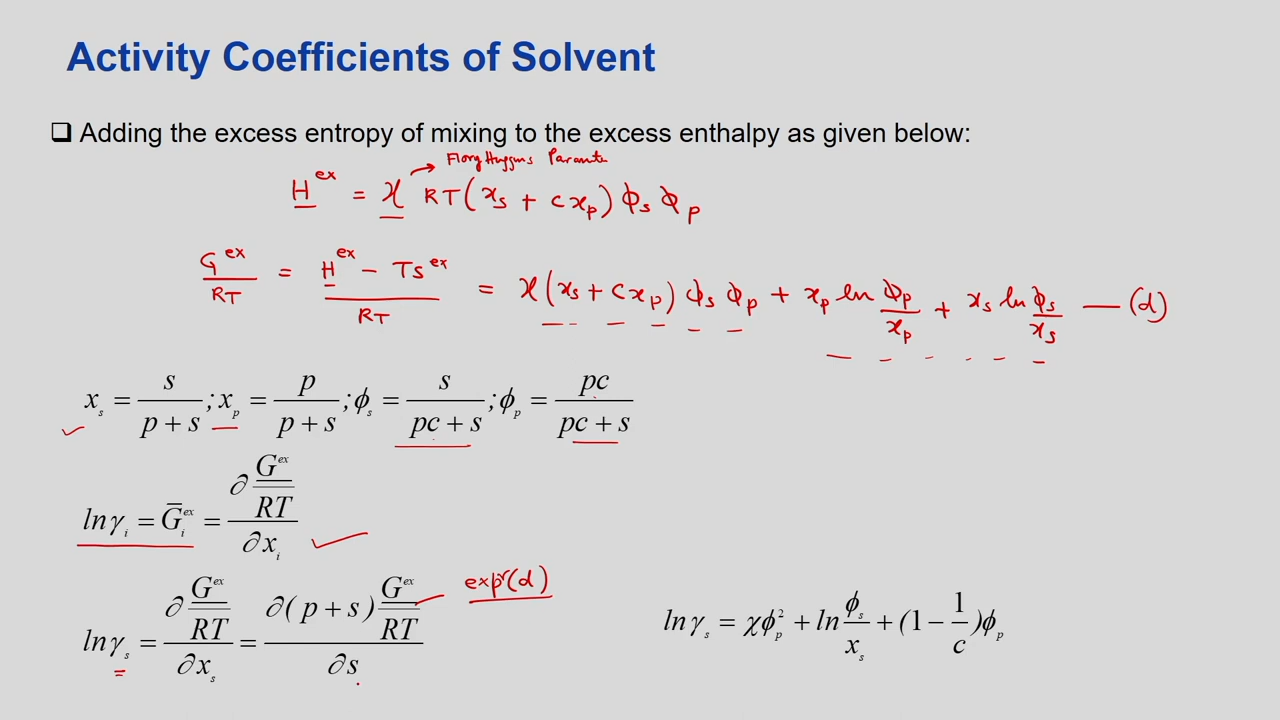 Activity Coefficients of Solvent
❑ Adding the excess entropy of mixing to the excess enthalpy as given below:
Flory Huggins
H^ex = χ RT(x_s + c x_p) ϕ_s ϕ_p
G^ex/RT = (H^ex − TS^ex)/RT = χ(x_s + c x_p) ϕ_s ϕ_p + x_p ln ϕ_p/x_p + x_s ln ϕ_s/x_s — (d)
x_s = s/(p + s) ; x_p = p/(p + s) ; ϕ_s = s/(pc + s) ; ϕ_p = pc/(pc + s)
ln γ_i = G̅_i^ex = ∂(G^ex/RT)/∂x_i
exp^r(d)
ln γ_s = ∂(G^ex/RT)/∂x_s = ∂(p + s)(G^ex/RT)/∂s
ln γ_s = χϕ_p^2 + ln ϕ_s/x_s + (1 − 1/c)ϕ_p